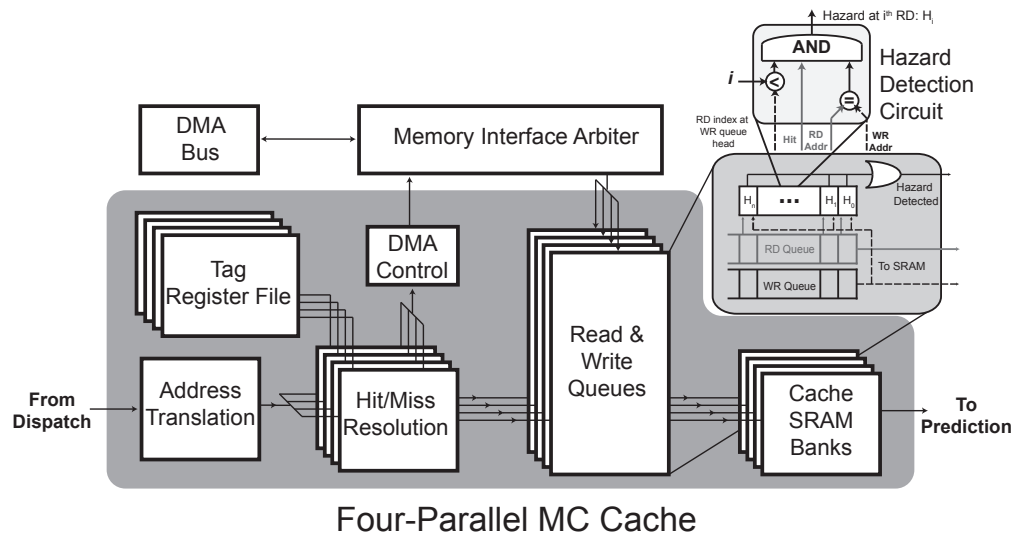 Hazard at iᵗʰ RD: Hᵢ
AND
i
<
=
Hazard
Detection
Circuit
RD index at
WR queue
head
Hit
RD
Addr
WR
Addr
DMA
Bus
Memory Interface Arbiter
Hₙ
...
H₁
H₀
Hazard
Detected
RD Queue
To SRAM
WR Queue
DMA
Control
Tag
Register File
Read &
Write
Queues
From
Dispatch
Address
Translation
Hit/Miss
Resolution
Cache
SRAM
Banks
To
Prediction
Four-Parallel MC Cache